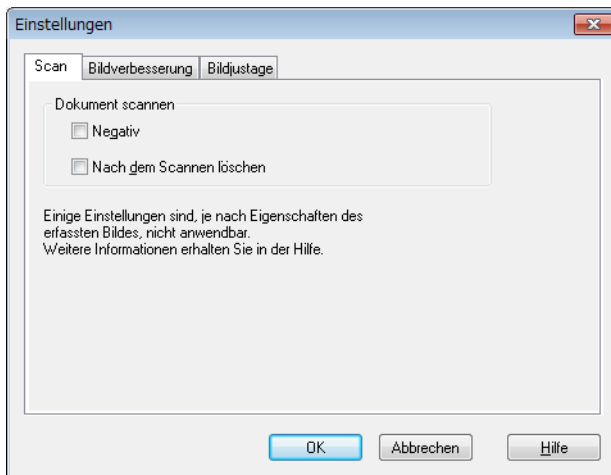 Einstellungen
Scan Bildverbesserung Bildjustage
Dokument scannen
Negativ
Nach dem Scannen löschen
Einige Einstellungen sind, je nach Eigenschaften des
erfassten Bildes, nicht anwendbar.
Weitere Informationen erhalten Sie in der Hilfe.
OK Abbrechen Hilfe